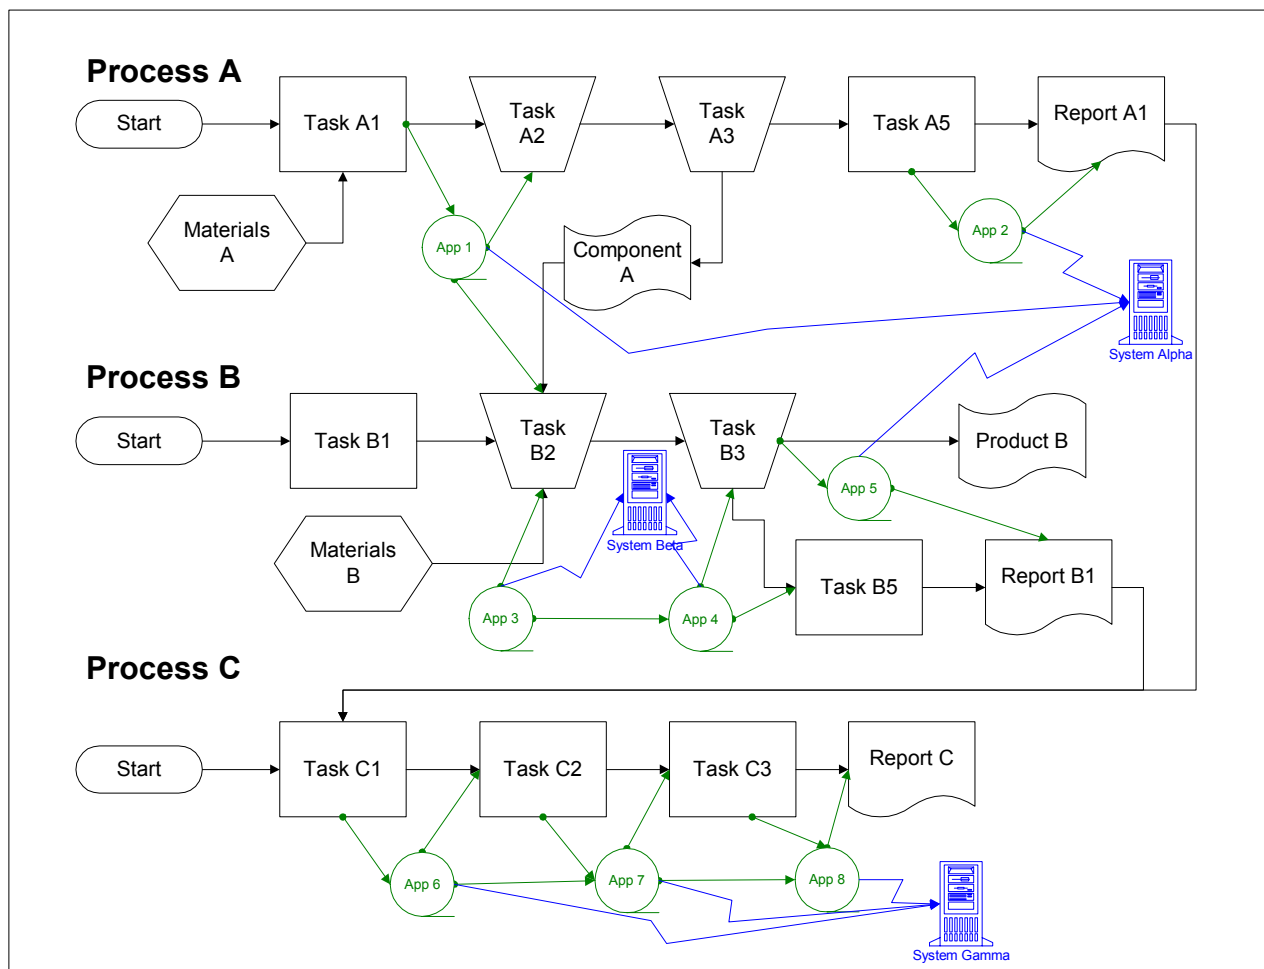 Process A
Start
Task A1
Task
A2
Task
A3
Task A5
Report A1
Materials
A
App 1
Component
A
App 2
System Alpha
Process B
Start
Task B1
Task
B2
Task
B3
Product B
System Beta
App 5
Materials
B
App 3
App 4
Task B5
Report B1
Process C
Start
Task C1
Task C2
Task C3
Report C
App 6
App 7
App 8
System Gamma